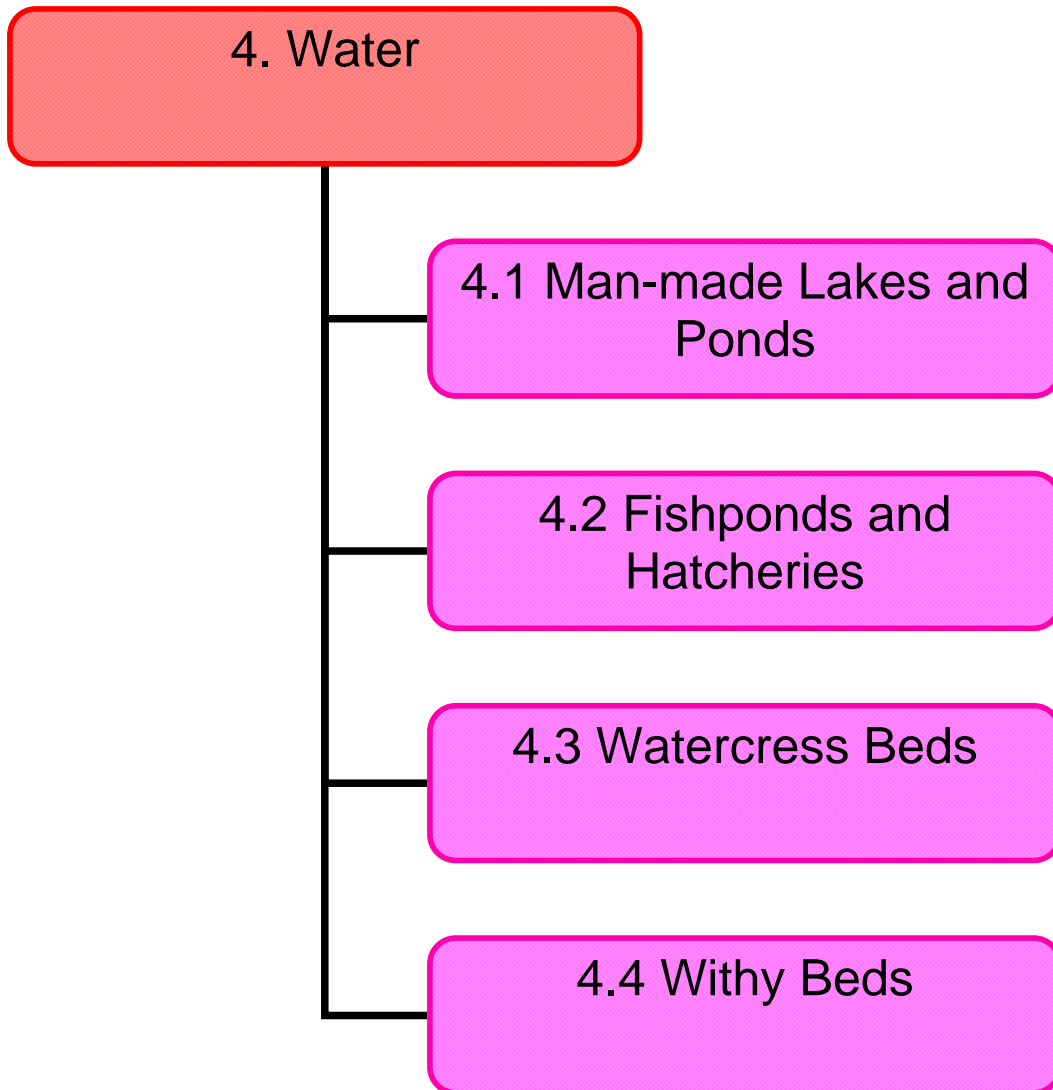 4. Water
4.1 Man-made Lakes and
Ponds
4.2 Fishponds and
Hatcheries
4.3 Watercress Beds
4.4 Withy Beds